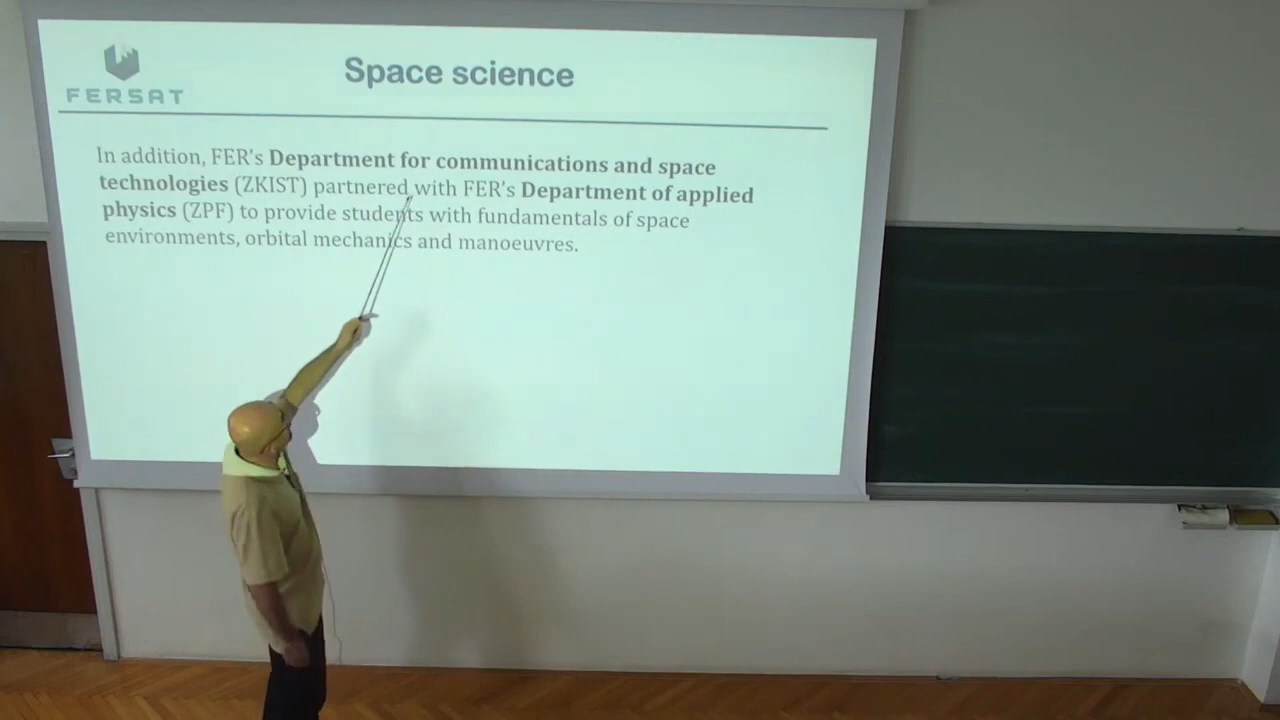 FERSAT
Space science
In addition, FER's Department for communications and space
technologies (ZKIST) partnered with FER's Department of applied
physics (ZPF) to provide students with fundamentals of space
environments, orbital mechanics and manoeuvres.